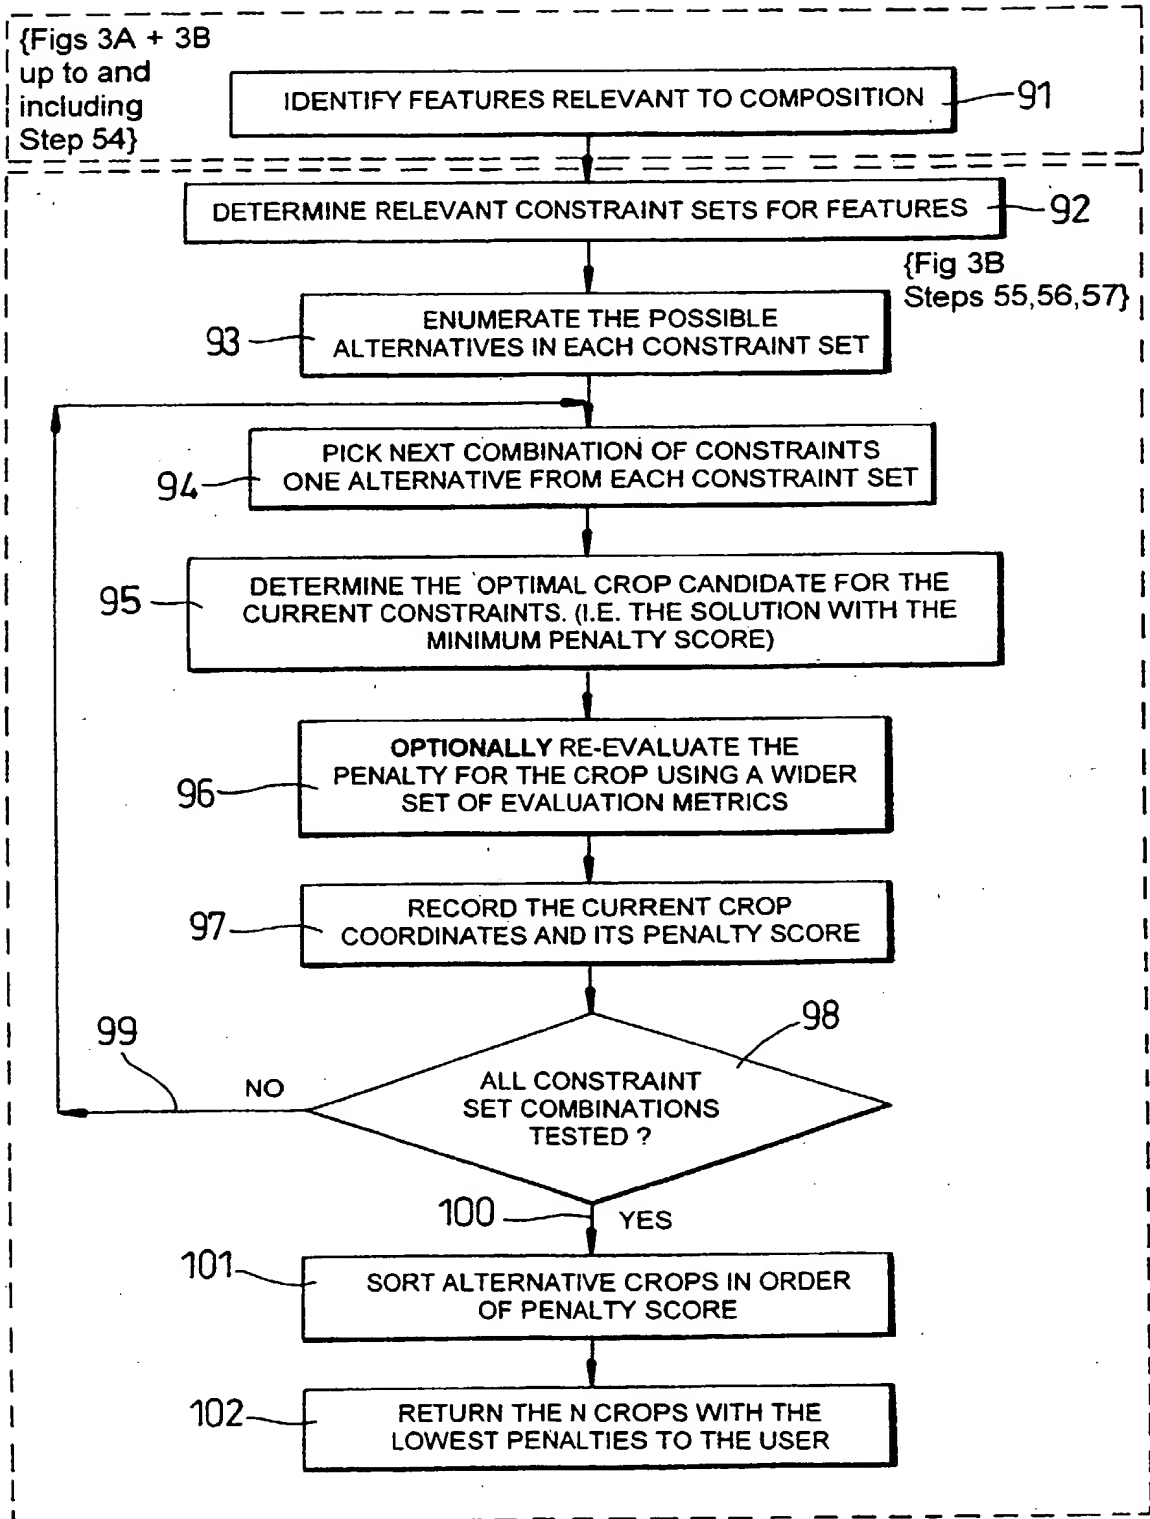 {Figs 3A + 3B
up to and
including
Step 54}
IDENTIFY FEATURES RELEVANT TO COMPOSITION
91
DETERMINE RELEVANT CONSTRAINT SETS FOR FEATURES
92
{Fig 3B
Steps 55,56,57}
93
ENUMERATE THE POSSIBLE
ALTERNATIVES IN EACH CONSTRAINT SET
94
PICK NEXT COMBINATION OF CONSTRAINTS
ONE ALTERNATIVE FROM EACH CONSTRAINT SET
95
DETERMINE THE OPTIMAL CROP CANDIDATE FOR THE
CURRENT CONSTRAINTS. (I.E. THE SOLUTION WITH THE
MINIMUM PENALTY SCORE)
96
OPTIONALLY RE-EVALUATE THE
PENALTY FOR THE CROP USING A WIDER
SET OF EVALUATION METRICS
97
RECORD THE CURRENT CROP
COORDINATES AND ITS PENALTY SCORE
98
99
NO
ALL CONSTRAINT
SET COMBINATIONS
TESTED ?
100
YES
101
SORT ALTERNATIVE CROPS IN ORDER
OF PENALTY SCORE
102
RETURN THE N CROPS WITH THE
LOWEST PENALTIES TO THE USER